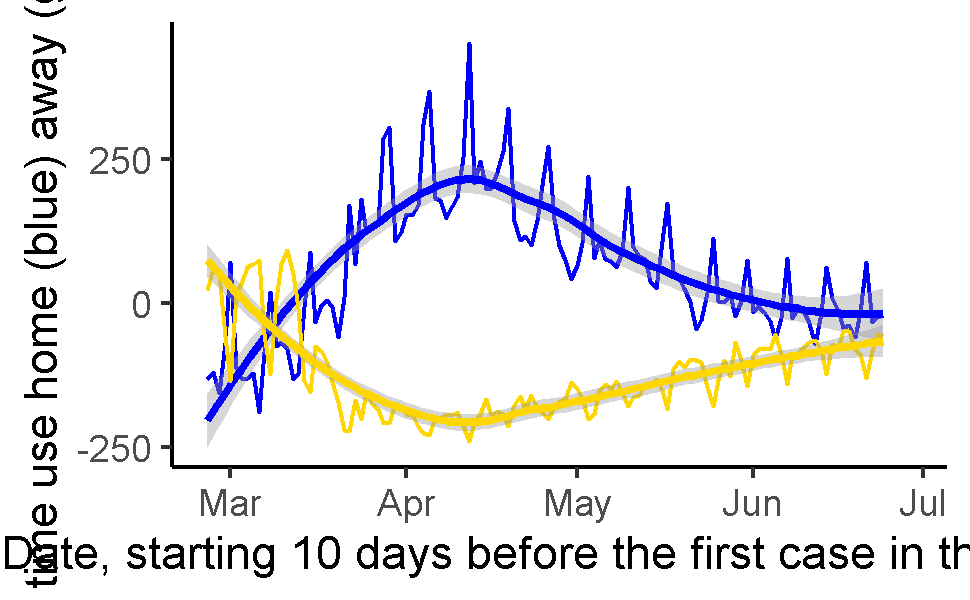 time use home (blue) away (
250
0
-250
Mar Apr May Jun Jul
Date, starting 10 days before the first case in th